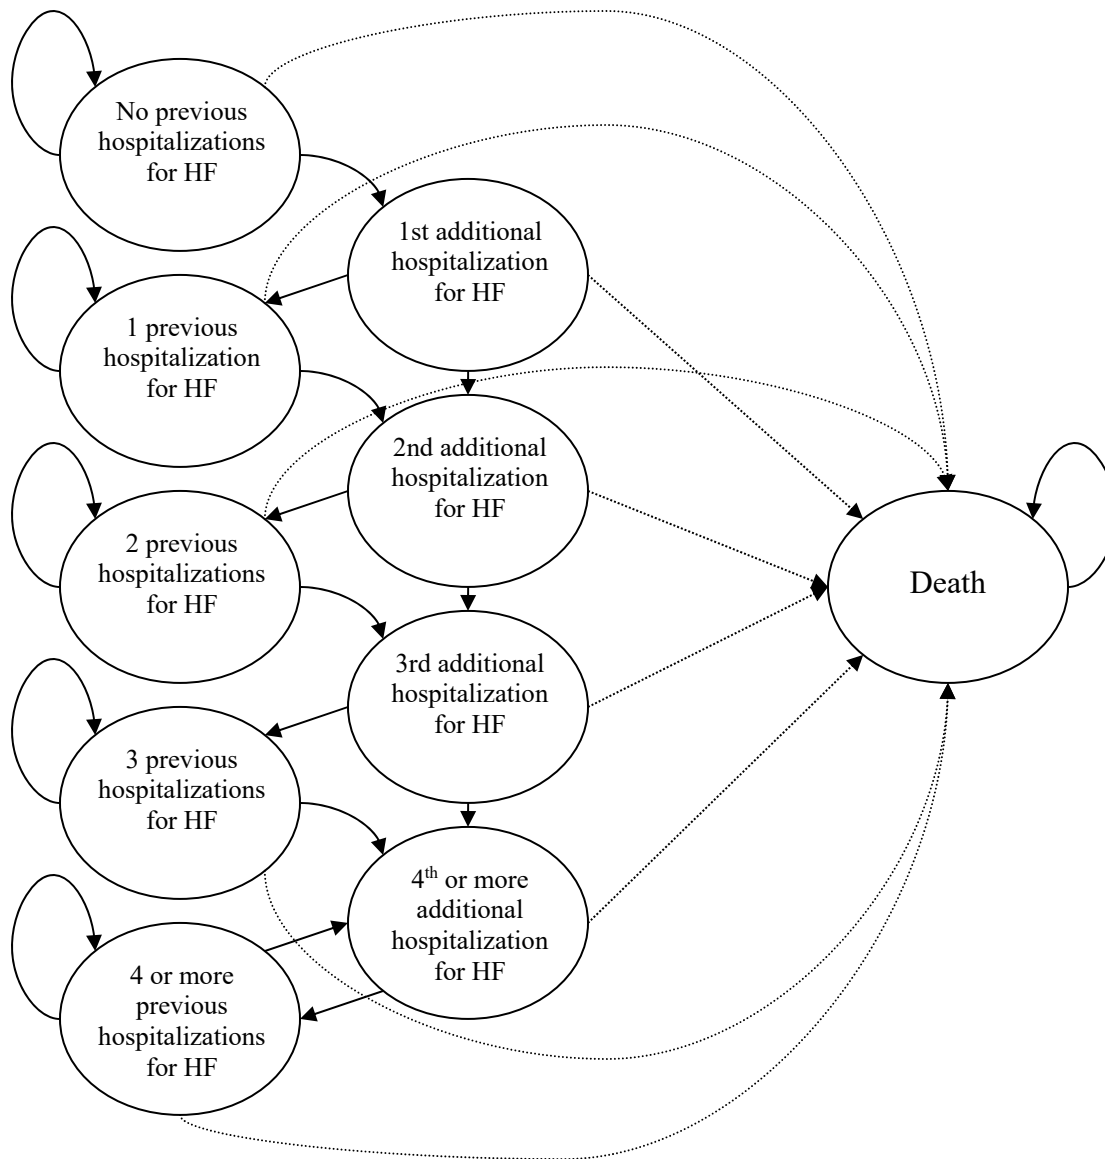 No previous
hospitalizations
for HF
1st additional
hospitalization
for HF
1 previous
hospitalization
for HF
2nd additional
hospitalization
for HF
2 previous
hospitalizations
for HF
Death
3rd additional
hospitalization
for HF
3 previous
hospitalizations
for HF
4th or more
additional
hospitalization
for HF
4 or more
previous
hospitalizations
for HF